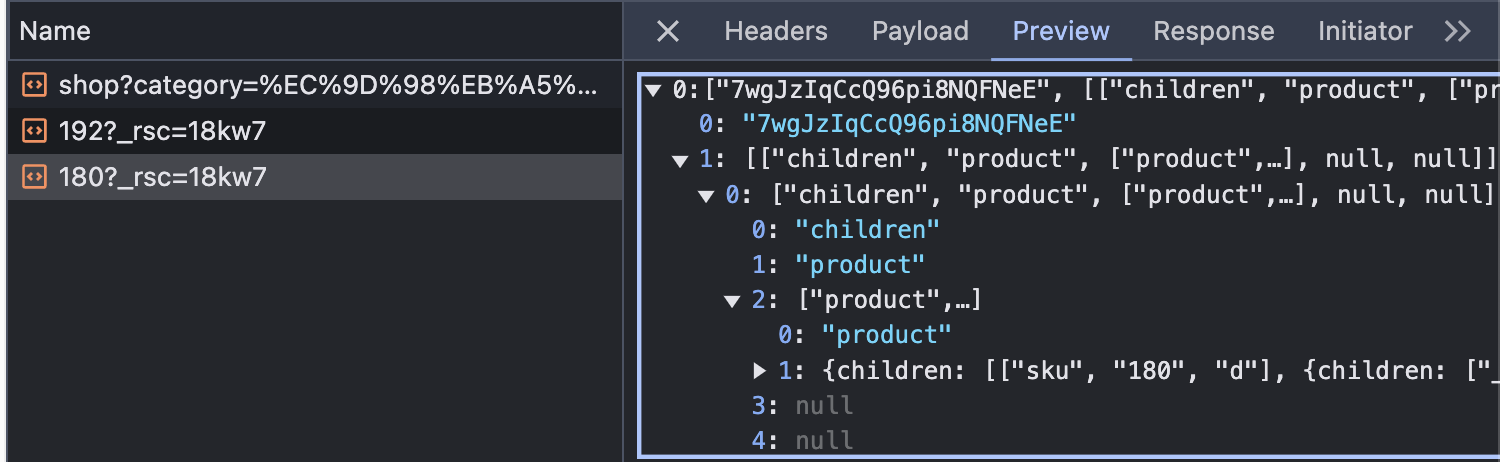 Name
shop?category=%EC%9D%98%EB%A5%...
192?_rsc=18kw7
180?_rsc=18kw7
Headers Payload Preview Response Initiator
0:["7wgJzIqCcQ96pi8NQFNeE", [["children", "product", ["pr
0: "7wgJzIqCcQ96pi8NQFNeE"
1: [["children", "product", ["product",…], null, null]]
0: ["children", "product", ["product",…], null, null]
0: "children"
1: "product"
2: ["product",…]
0: "product"
1: {children: [["sku", "180", "d"], {children: ["_
3: null
4: null